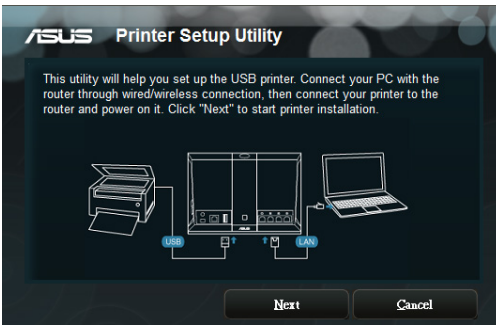 ASUS Printer Setup Utility
This utility will help you set up the USB printer. Connect your PC with the
router through wired/wireless connection, then connect your printer to the
router and power on it. Click "Next" to start printer installation.
ASUS
USB
LAN
Next Cancel